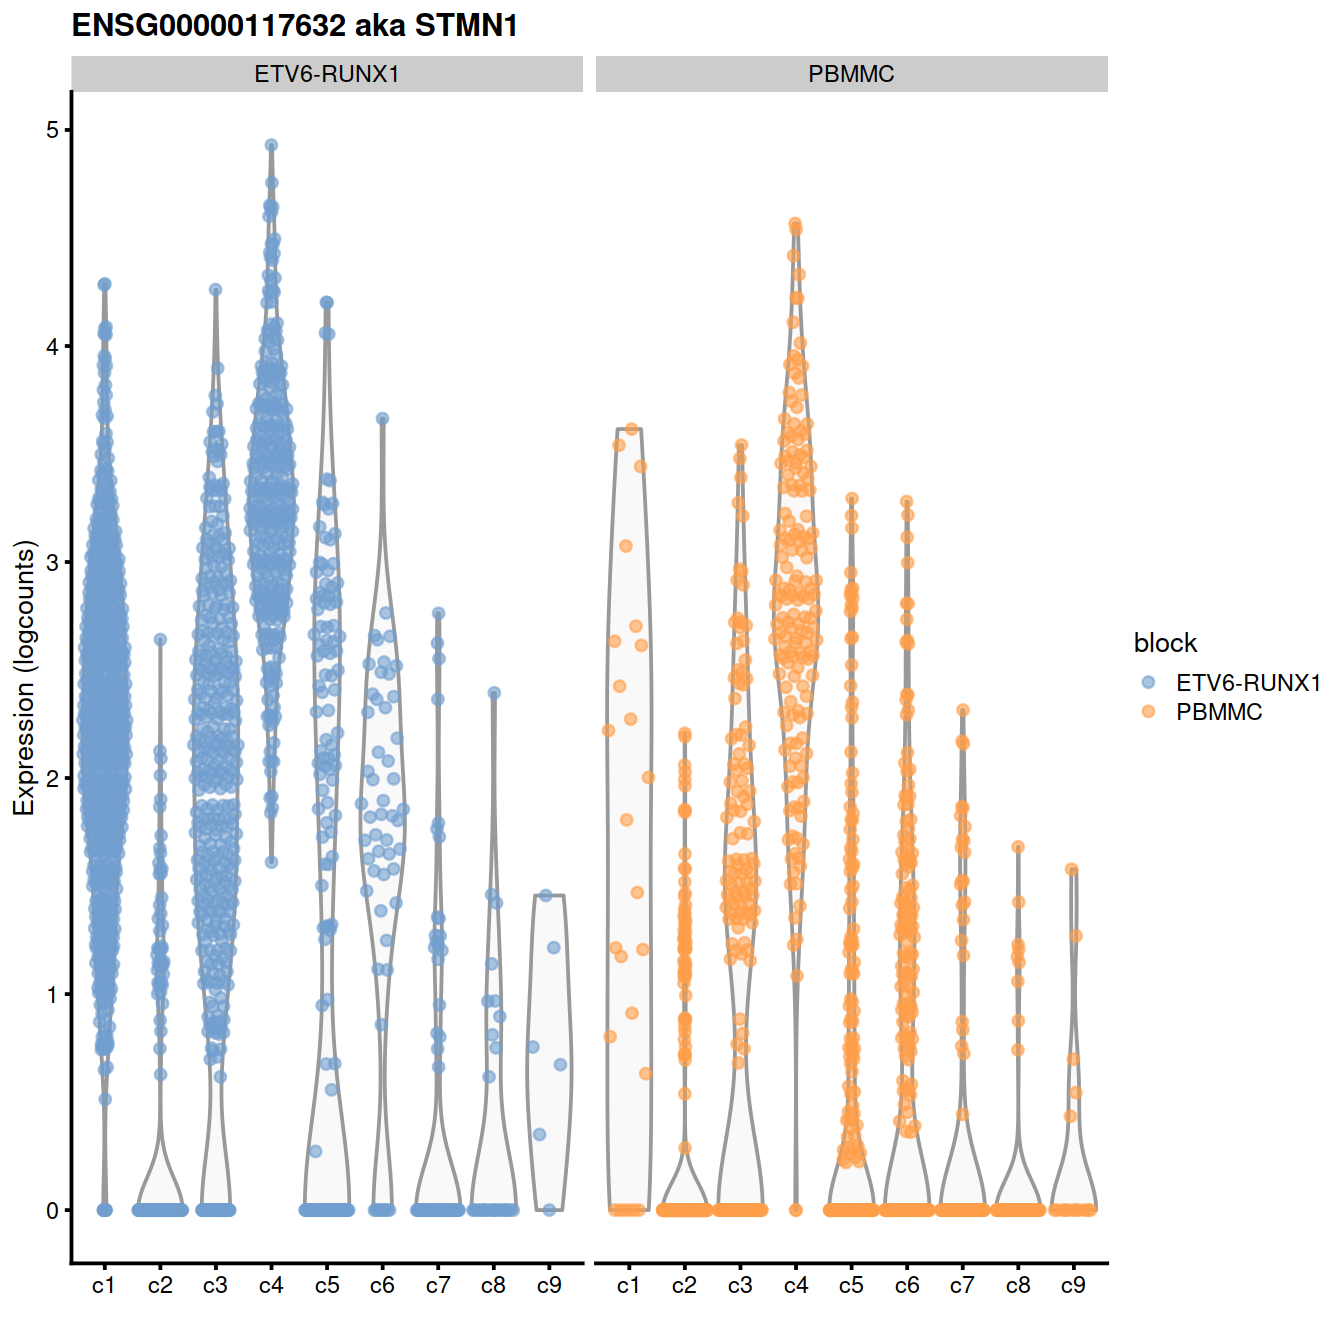 ENSG00000117632 aka STMN1
ETV6-RUNX1 PBMMC
5
4
3
2
1
0
Expression (logcounts)
c1 c2 c3 c4 c5 c6 c7 c8 c9 c1 c2 c3 c4 c5 c6 c7 c8 c9
block
ETV6-RUNX1
PBMMC